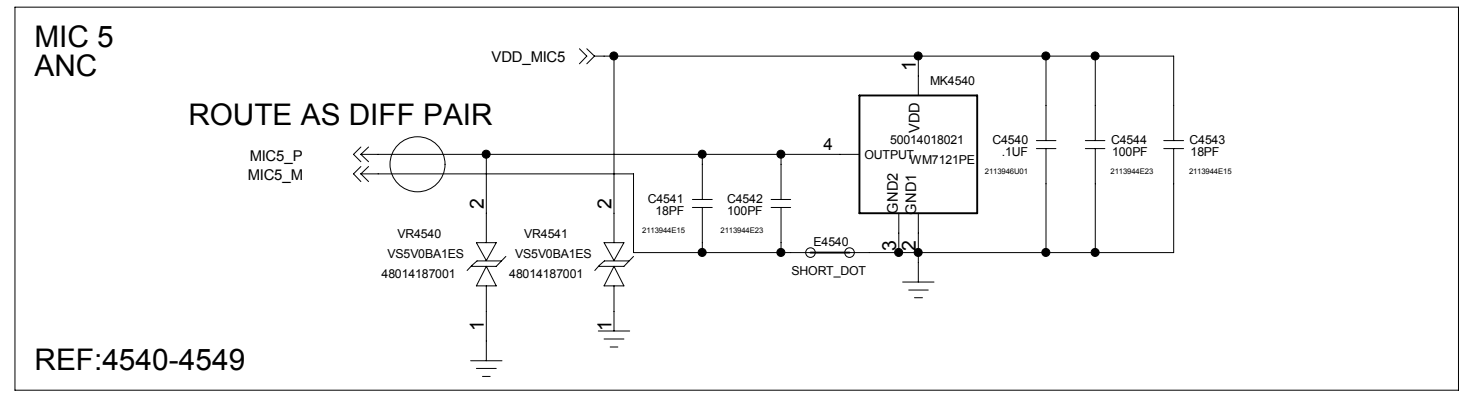 MIC 5
ANC
VDD_MIC5
1
MK4540
ROUTE AS DIFF PAIR
VDD
50014018021
C4540
.1UF
2113946U01
C4544
100PF
2113944E23
C4543
18PF
2113944E15
MIC5_P
MIC5_M
4
OUTPUT
WM7121PE
GND2
GND1
2
2
C4541
18PF
2113944E15
C4542
100PF
2113944E23
VR4540
VS5V0BA1ES
48014187001
VR4541
VS5V0BA1ES
48014187001
E4540
SHORT_DOT
3
2
1
1
REF:4540-4549